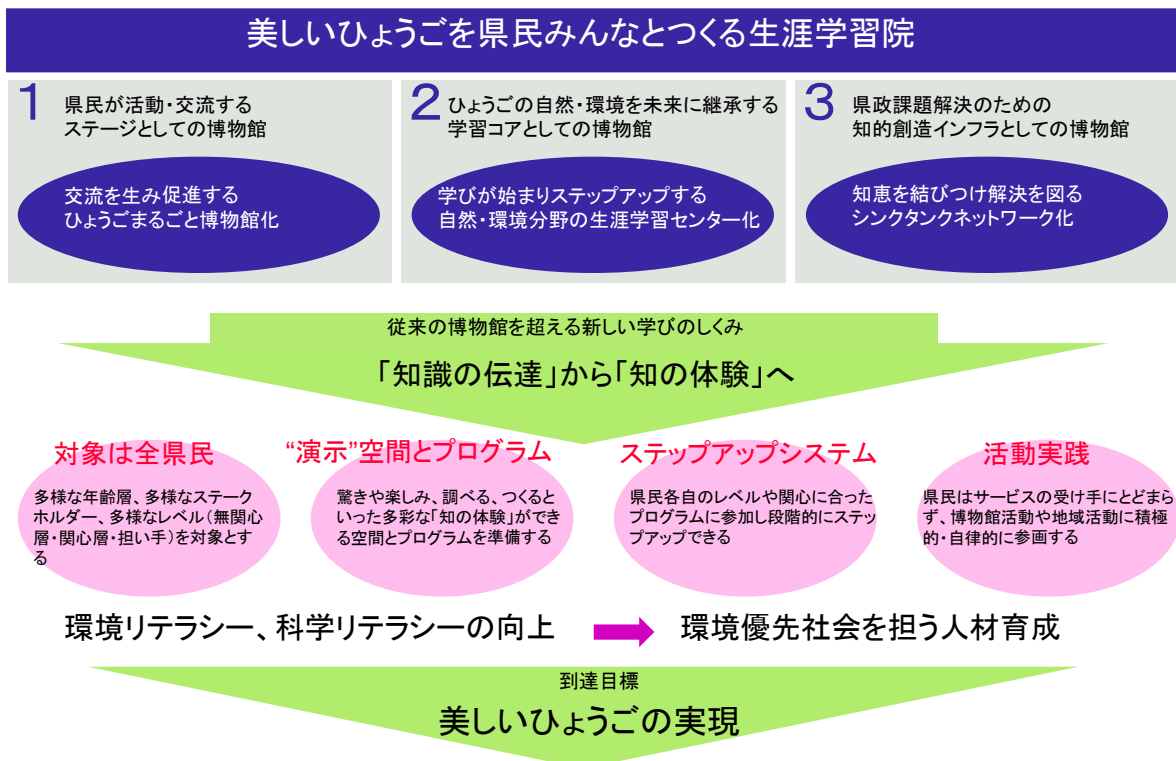 美しいひょうごを県民みんなとつくる生涯学習院
1
県民が活動・交流する
ステージとしての博物館
交流を生み促進する
ひょうごまるごと博物館化
2
ひょうごの自然・環境を未来に継承する
学習コアとしての博物館
学びが始まりステップアップする
自然・環境分野の生涯学習センター化
3
県政課題解決のための
知的創造インフラとしての博物館
知恵を結びつけ解決を図る
シンクタンクネットワーク化
従来の博物館を超える新しい学びのしくみ
「知識の伝達」から「知の体験」へ
対象は全県民
多様な年齢層、多様なステーク
ホルダー、多様なレベル(無関心
層・関心層・担い手)を対象とす
る
“演示”空間とプログラム
驚きや楽しみ、調べる、つくると
いった多彩な「知の体験」ができ
る空間とプログラムを準備する
ステップアップシステム
県民各自のレベルや関心に合った
プログラムに参加し段階的にステッ
プアップできる
活動実践
県民はサービスの受け手にとどまら
ず、博物館活動や地域活動に積極
的・自律的に参画する
環境リテラシー、科学リテラシーの向上
環境優先社会を担う人材育成
到達目標
美しいひょうごの実現